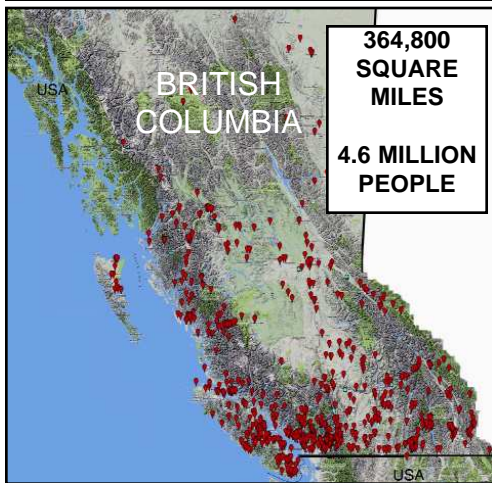 364,800
SQUARE
MILES
4.6 MILLION
PEOPLE
USA
BRITISH
COLUMBIA
USA